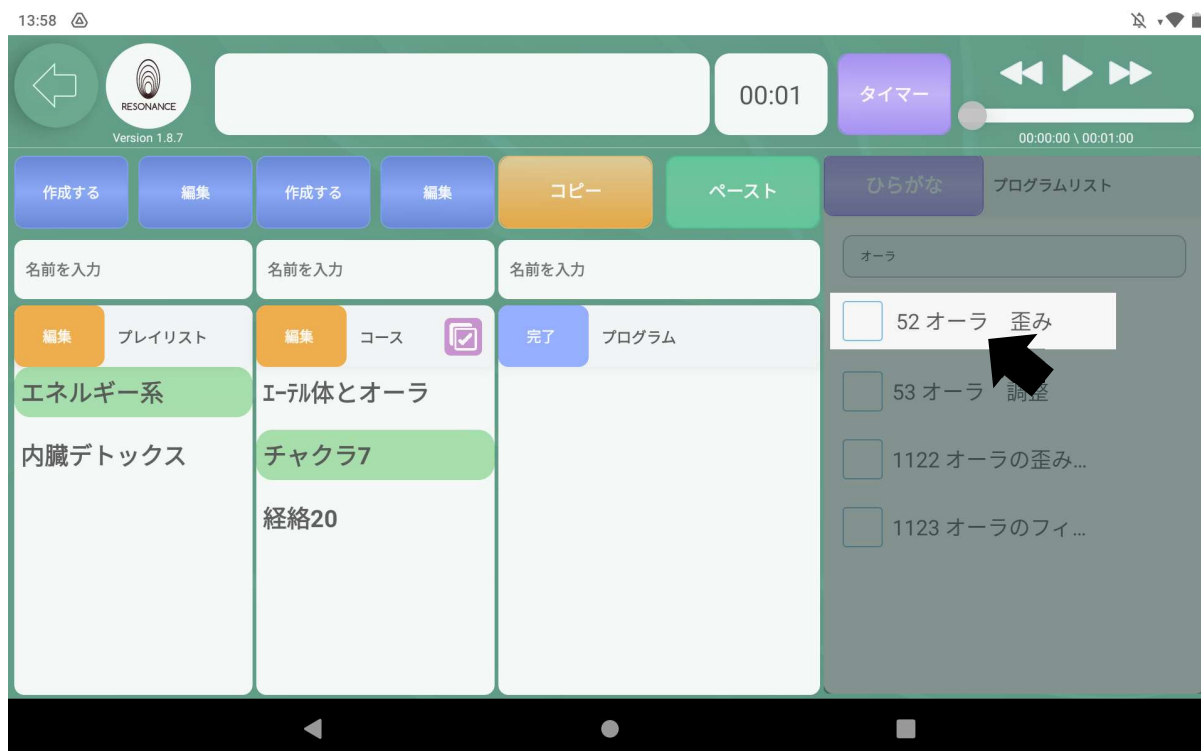 13:58
RESONANCE
Version 1.8.7
00:01
タイマー
00:00:00 \ 00:01:00
作成する
編集
作成する
編集
コピー
ペースト
ひらがな
プログラムリスト
名前を入力
名前を入力
名前を入力
オーラ
編集
プレイリスト
編集
コース
完了
プログラム
エネルギー系
内臓デトックス
ｴｰﾃﾙ体とオーラ
チャクラ7
経絡20
52 オーラ　歪み
53 オーラ　調整
1122 オーラの歪み...
1123 オーラのフィ...